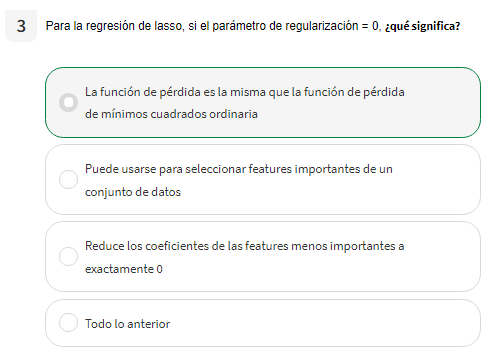 3 Para la regresión de lasso, si el parámetro de regularización = 0, ¿qué significa?
La función de pérdida es la misma que la función de pérdida
de mínimos cuadrados ordinaria
Puede usarse para seleccionar features importantes de un
conjunto de datos
Reduce los coeficientes de las features menos importantes a
exactamente 0
Todo lo anterior